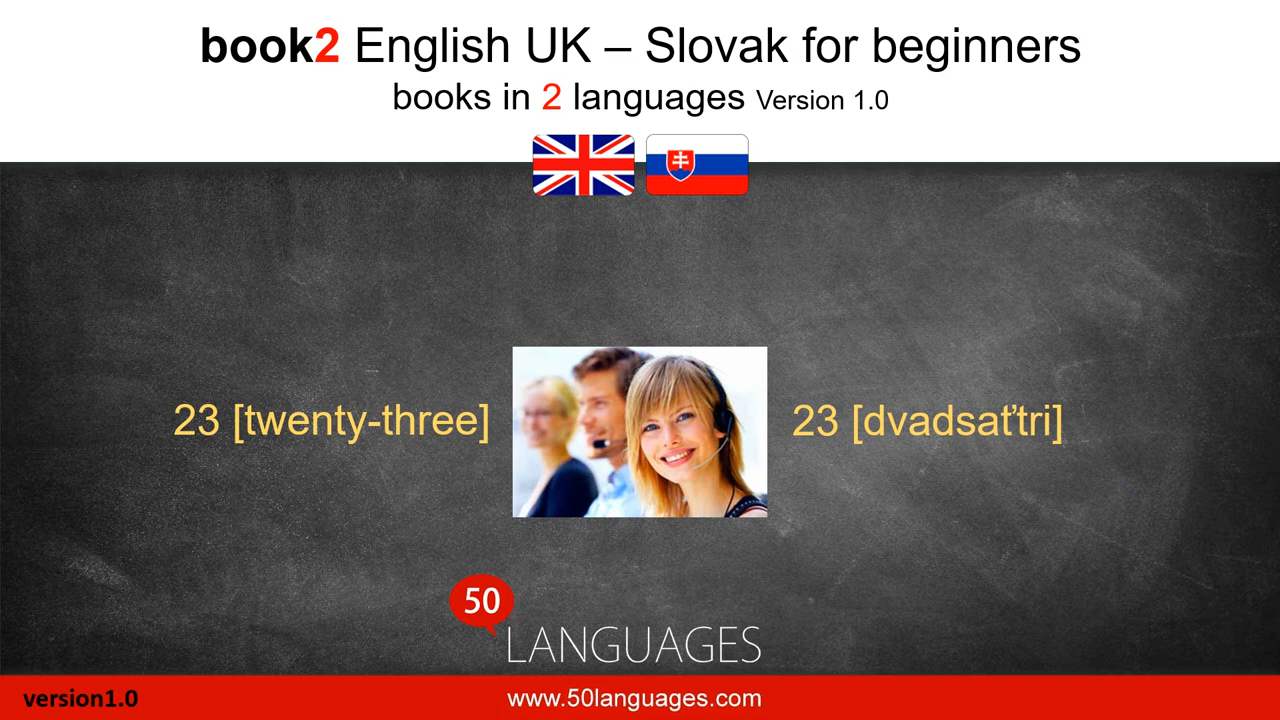 book2 English UK – Slovak for beginners
books in 2 languages Version 1.0
23 [twenty-three]
23 [dvadsaťtri]
50
LANGUAGES
version1.0
www.50languages.com